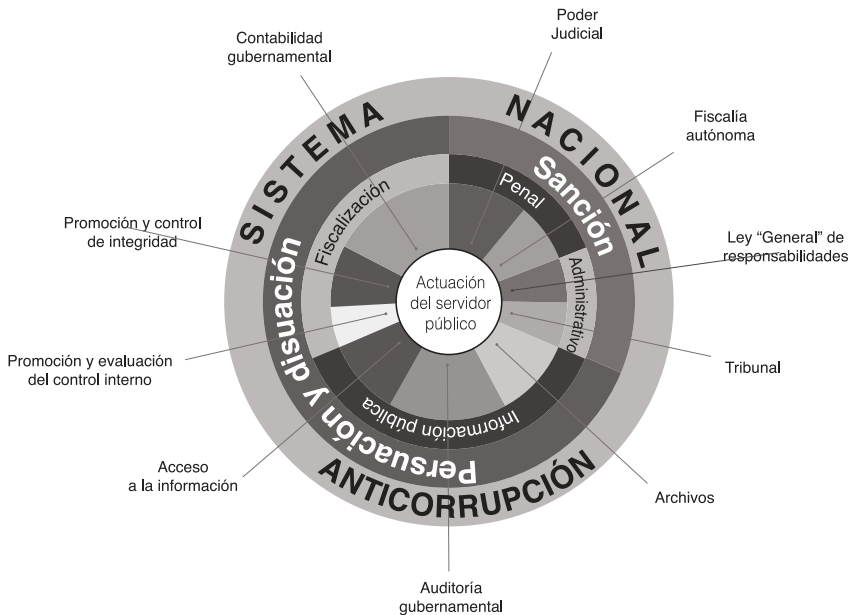 Poder
Judicial
Contabilidad
gubernamental
Fiscalía
autónoma
SISTEMA
NACIONAL
ANTICORRUPCIÓN
Sanción
Penal
Administrativo
Persuación y disuación
Fiscalización
Información pública
Promoción y control
de integridad
Ley “General” de
responsabilidades
Actuación
del servidor
público
Promoción y evaluación
del control interno
Tribunal
Acceso
a la información
Archivos
Auditoría
gubernamental